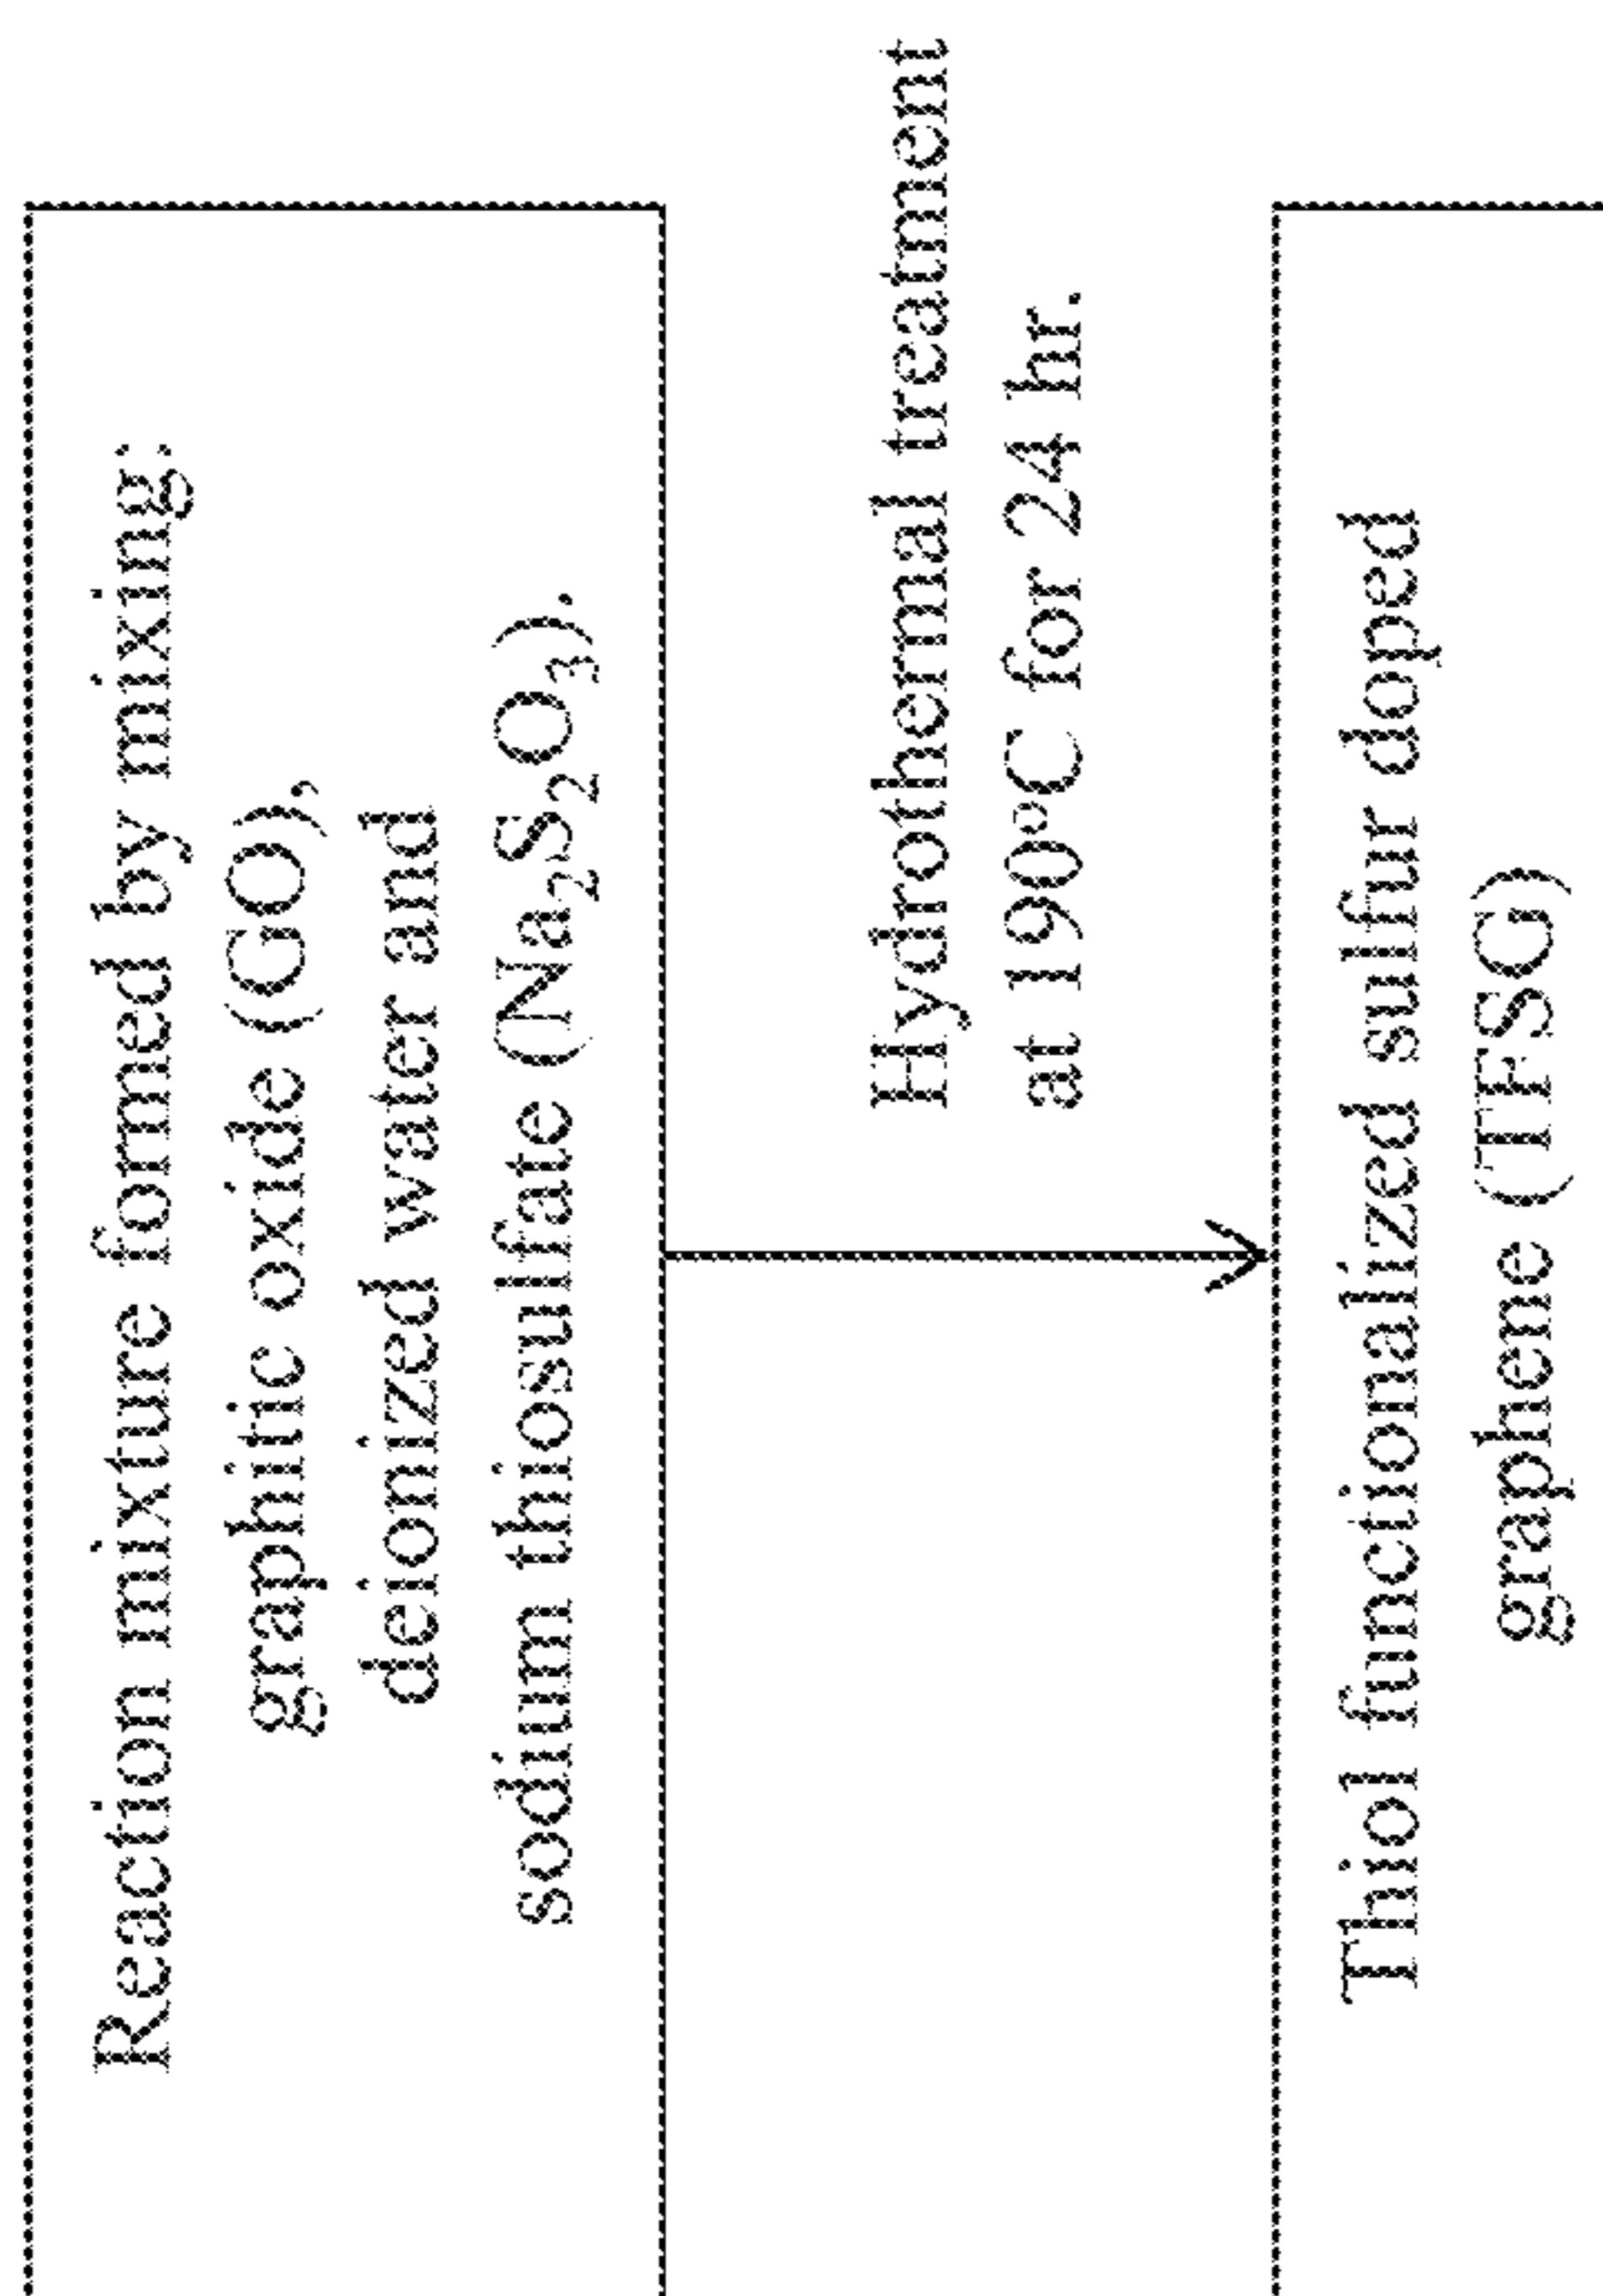 Reaction mixture formed by mixing:
graphitic oxide (GO),
deionized water and
sodium thiosulfate (Na₂S₂O₃).
Hydrothermal treatment
at 190°C for 24 hr.
Thiol functionalized sulfur doped
graphene (TFSG)